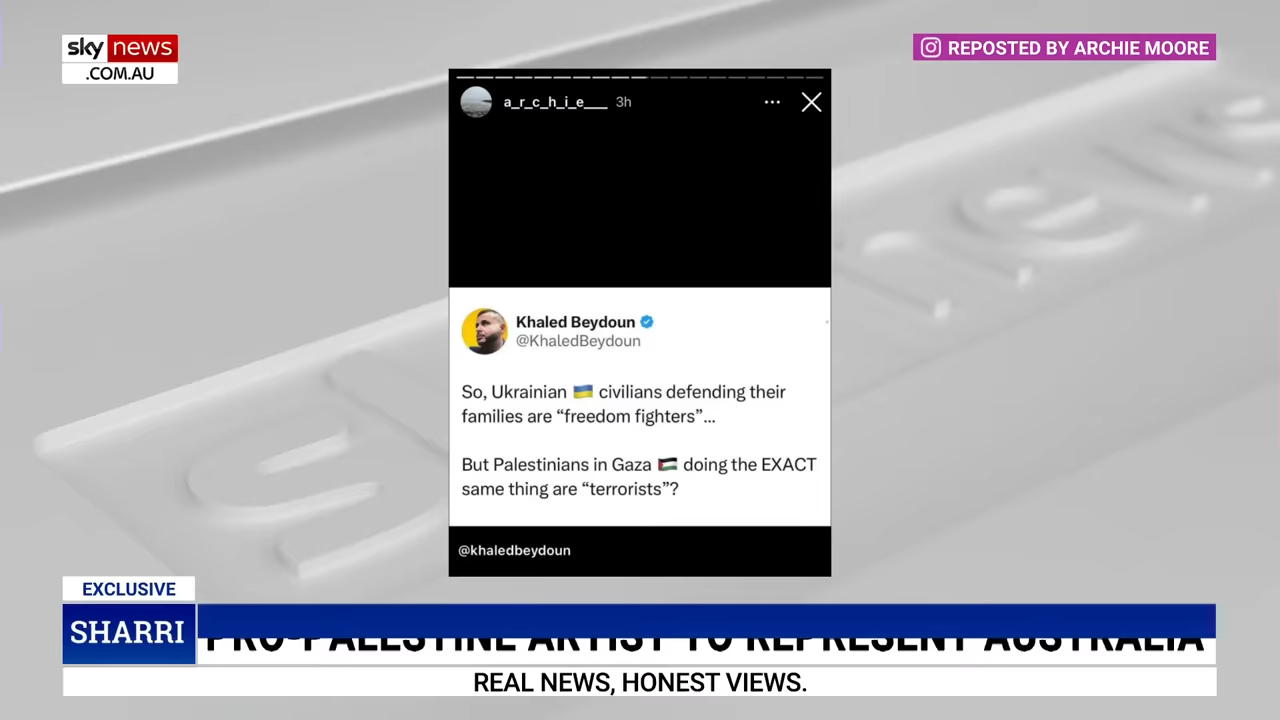 sky news
.COM.AU
REPOSTED BY ARCHIE MOORE
a_r_c_h_i_e___ 3h
Khaled Beydoun
@KhaledBeydoun
So, Ukrainian 🇺🇦 civilians defending their
families are “freedom fighters”...
But Palestinians in Gaza 🇵🇸 doing the EXACT
same thing are “terrorists”?
@khaledbeydoun
EXCLUSIVE
SHARRI
PRO-PALESTINE ARTIST TO REPRESENT AUSTRALIA
REAL NEWS, HONEST VIEWS.